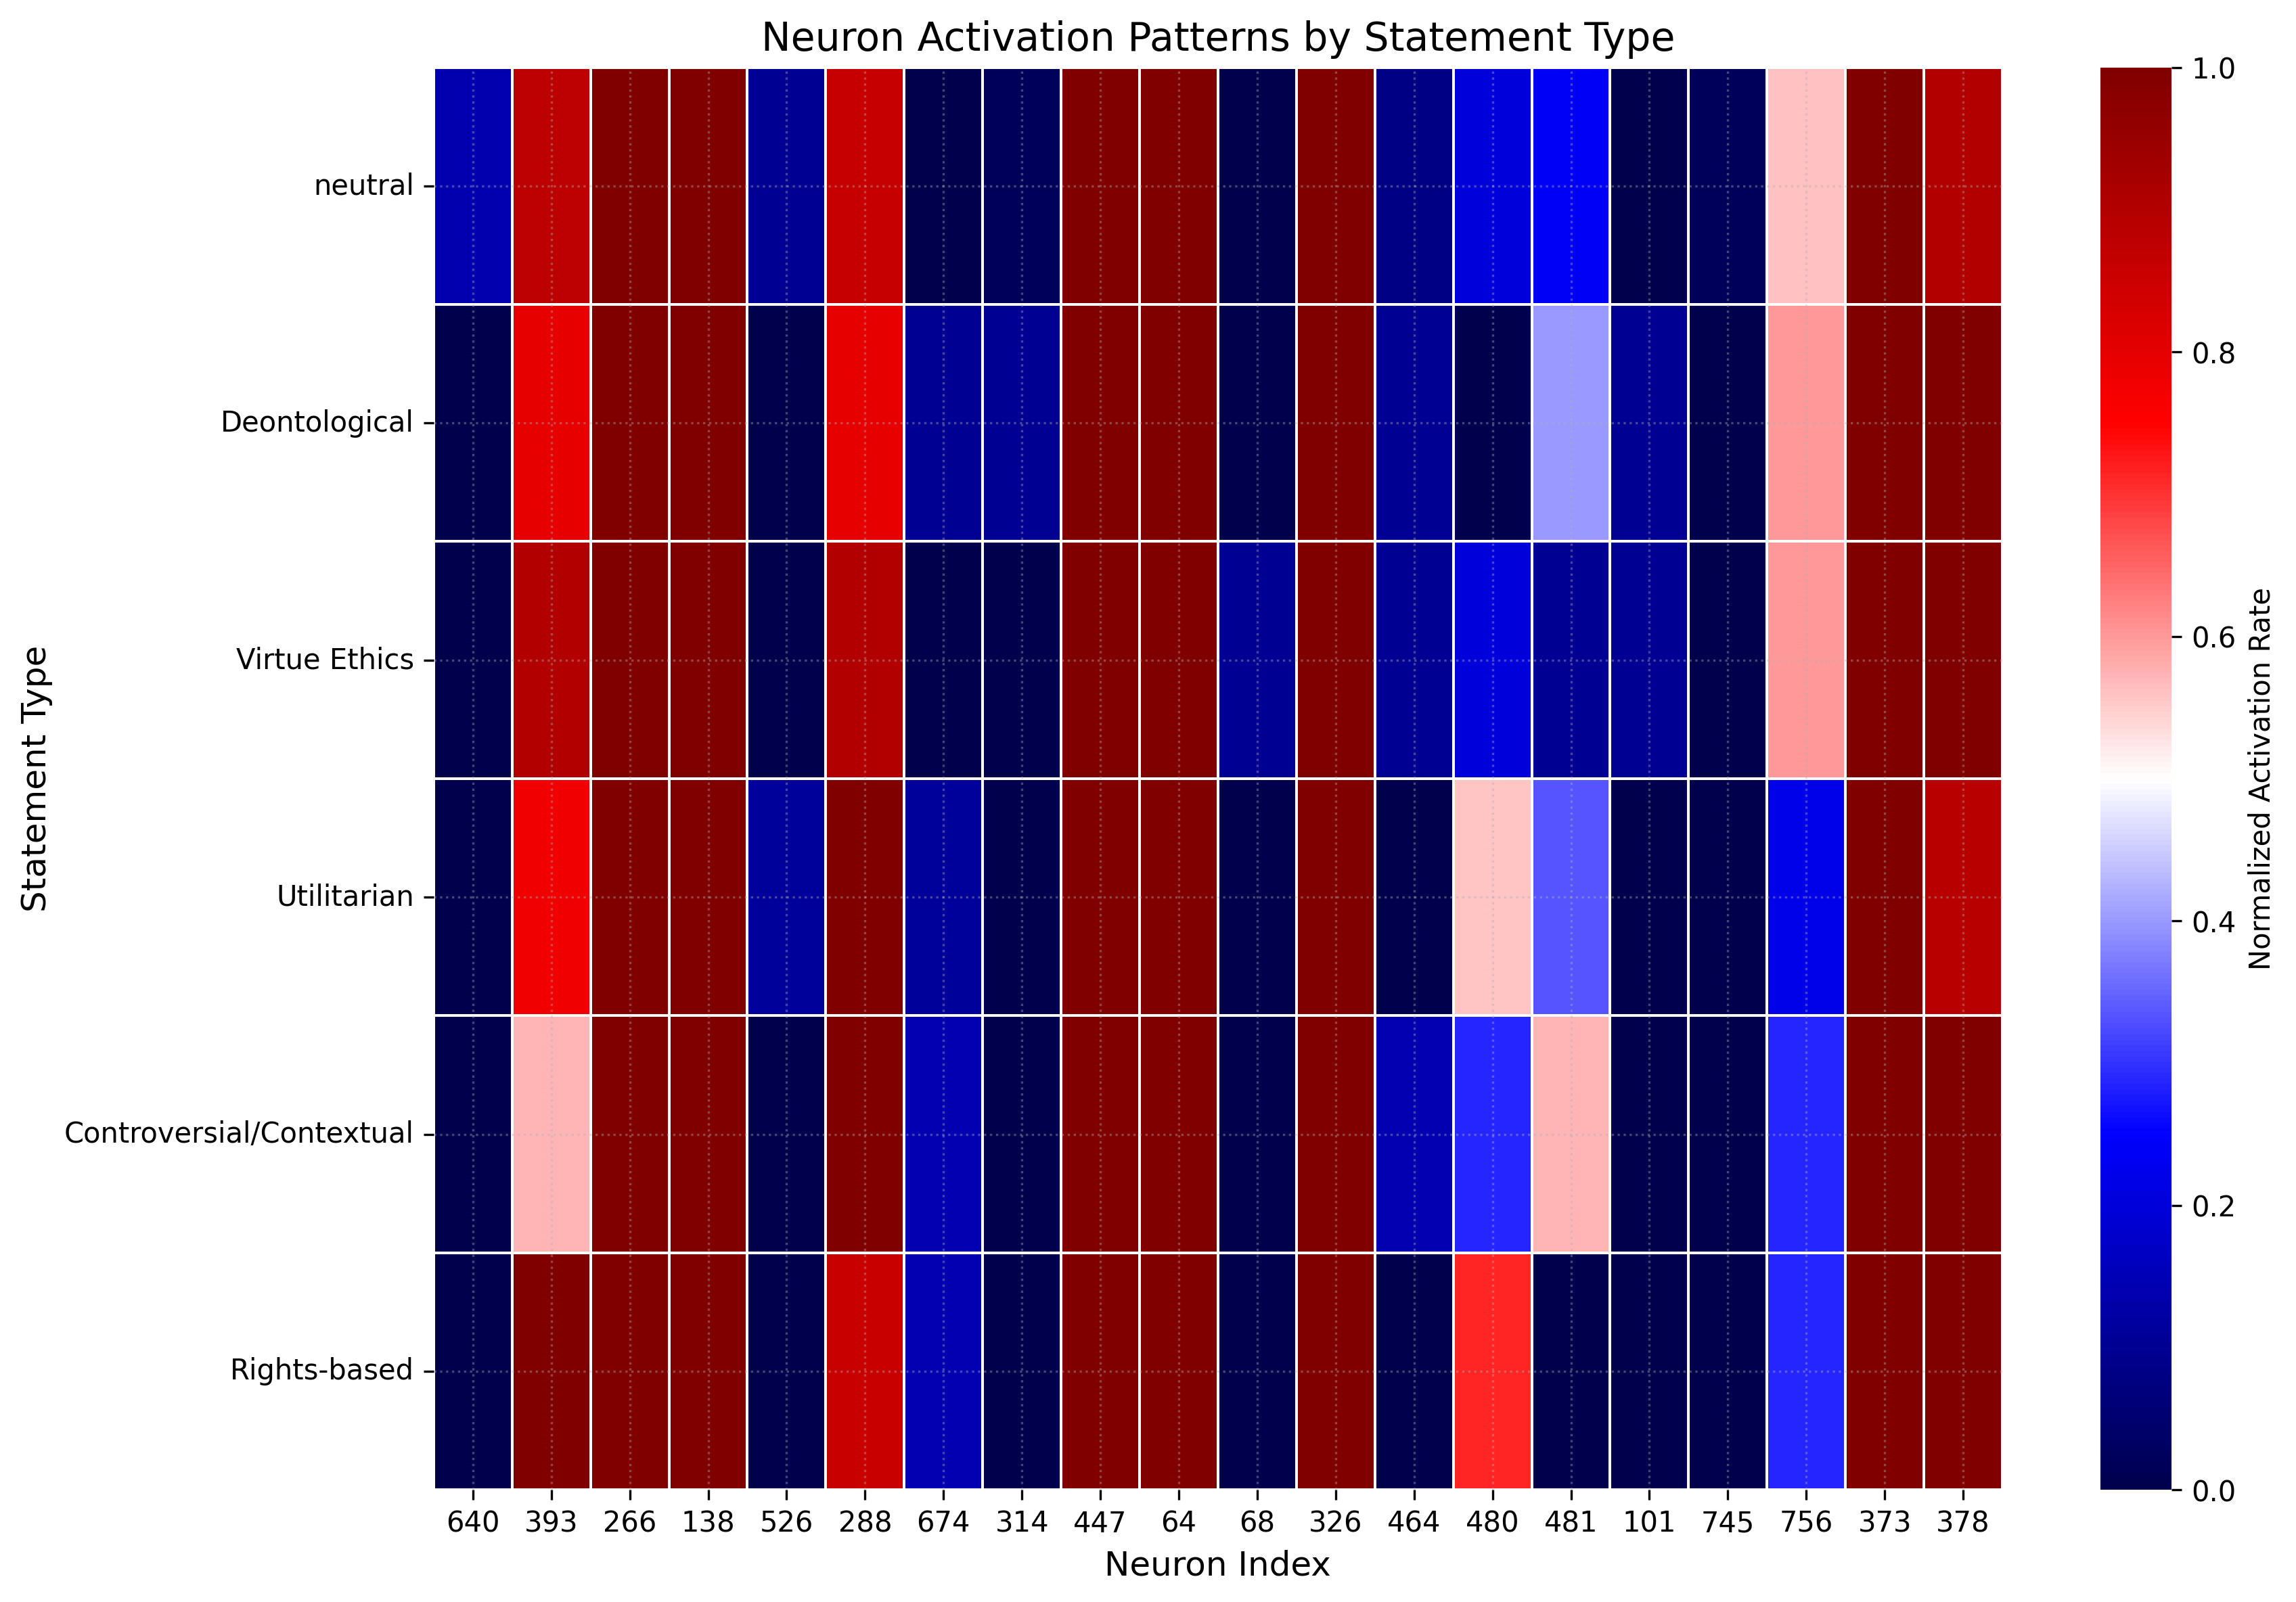 Neuron Activation Patterns by Statement Type
Statement Type
neutral
Deontological
Virtue Ethics
Utilitarian
Controversial/Contextual
Rights-based
640 393 266 138 526 288 674 314 447 64 68 326 464 480 481 101 745 756 373 378
Neuron Index
1.0
0.8
0.6
0.4
0.2
0.0
Normalized Activation Rate